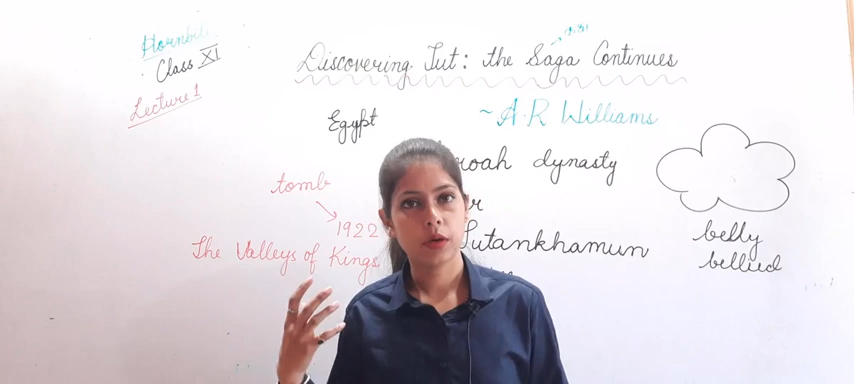 Hornbill
Class XI
Lecture 1
Discovering Tut: the Saga Continues
~ A.R Williams
Egypt
roah dynasty
tomb
1922
Tutankhamun
The Valleys of Kings
belly
bellied